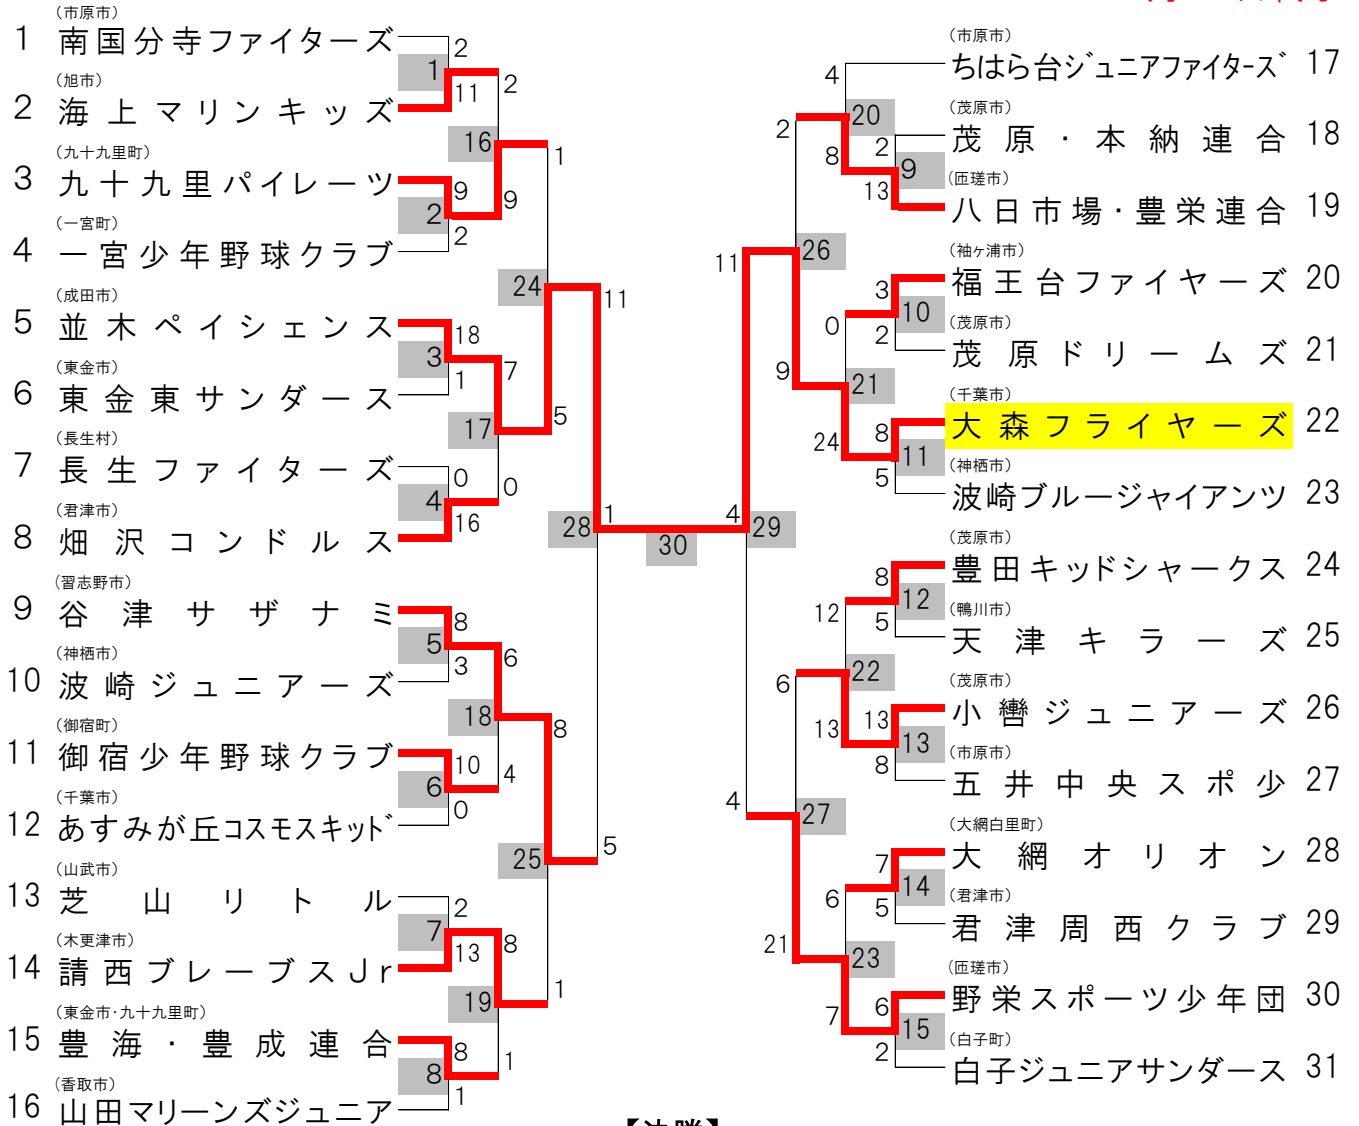 (市原市)
1 南国分寺ファイターズ
2
1
(旭市)
11
2
2 海上マリンキッズ
16
1
(九十九里町)
3 九十九里パイレーツ
9
2
9
(一宮町)
2
4 一宮少年野球クラブ
24
11
(成田市)
5 並木ペイシェンス
18
3
7
(東金市)
1
6 東金東サンダース
17
5
(長生村)
7 長生ファイターズ
0
4
0
(君津市)
16
8 畑沢コンドルス
28
1
30
(習志野市)
9 谷津サザナミ
8
5
6
(神栖市)
3
10 波崎ジュニアーズ
18
8
(御宿町)
11 御宿少年野球クラブ
10
6
4
(千葉市)
0
12 あすみが丘コスモスキッド
25
5
(山武市)
13 芝山リトル
2
7
8
(木更津市)
13
14 請西ブレーブスJr
19
1
(東金市・九十九里町)
15 豊海・豊成連合
8
8
1
(香取市)
1
16 山田マリーンズジュニア
(市原市)
4
ちはら台ジュニアファイターズ 17
2
20
(茂原市)
8
2
茂原・本納連合 18
9
(匝瑳市)
13
八日市場・豊栄連合 19
11
26
(袖ヶ浦市)
3
福王台ファイヤーズ 20
0
10
(茂原市)
2
茂原ドリームズ 21
9
21
(千葉市)
24
8
大森フライヤーズ 22
11
(神栖市)
5
波崎ブルージャイアンツ 23
4
29
(茂原市)
8
豊田キッドシャークス 24
12
12
(鴨川市)
5
天津キラーズ 25
6
22
(茂原市)
13
13
小轡ジュニアーズ 26
13
(市原市)
8
五井中央スポ少 27
4
27
(大網白里町)
7
大網オリオン 28
6
14
(君津市)
5
君津周西クラブ 29
21
23
(匝瑳市)
7
6
野栄スポーツ少年団 30
15
(白子町)
2
白子ジュニアサンダース 31
【決勝】